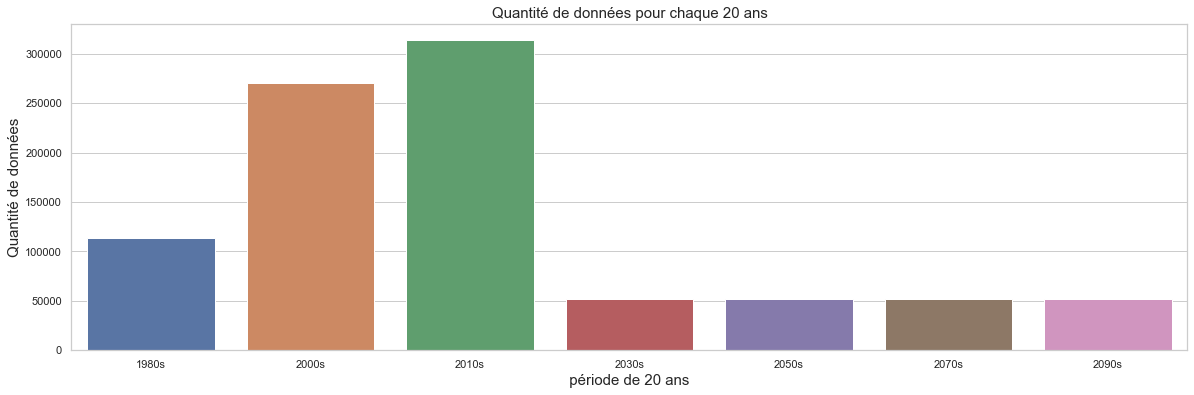 Quantité de données pour chaque 20 ans
Quantité de données
300000
250000
200000
150000
100000
50000
0
1980s 2000s 2010s 2030s 2050s 2070s 2090s
période de 20 ans